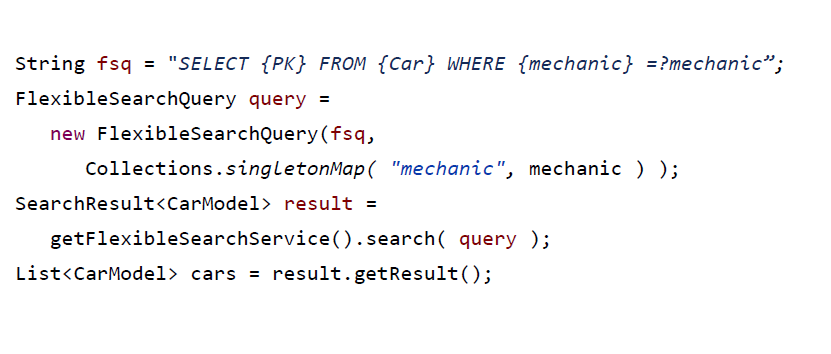 String fsq = "SELECT {PK} FROM {Car} WHERE {mechanic} =?mechanic”;
FlexibleSearchQuery query =
new FlexibleSearchQuery(fsq,
Collections.singletonMap( "mechanic", mechanic ) );
SearchResult<CarModel> result =
getFlexibleSearchService().search( query );
List<CarModel> cars = result.getResult();